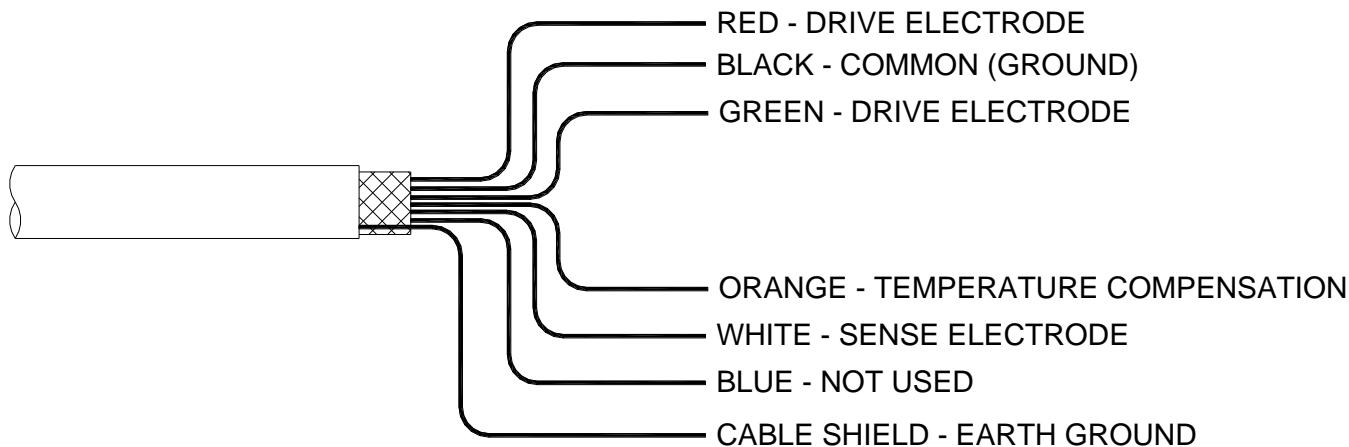 RED - DRIVE ELECTRODE
BLACK - COMMON (GROUND)
GREEN - DRIVE ELECTRODE
ORANGE - TEMPERATURE COMPENSATION
WHITE - SENSE ELECTRODE
BLUE - NOT USED
CABLE SHIELD - EARTH GROUND